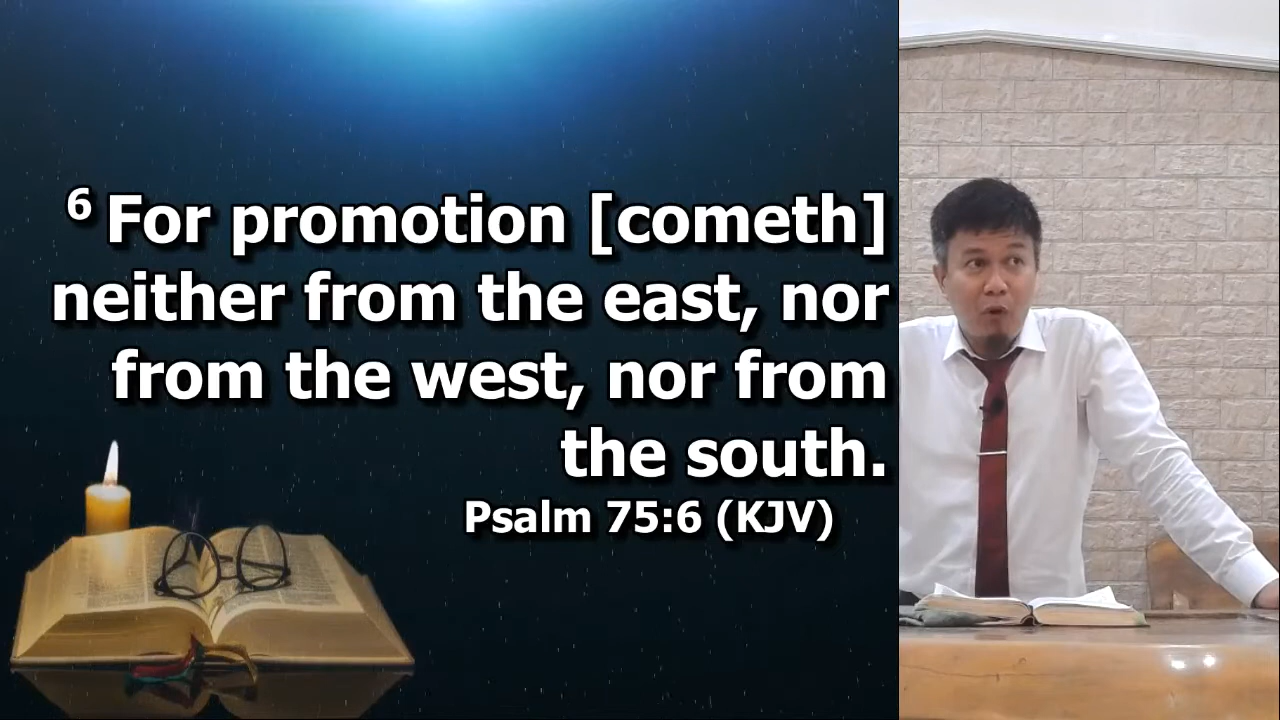 6 For promotion [cometh]
neither from the east, nor
from the west, nor from
the south.
Psalm 75:6 (KJV)